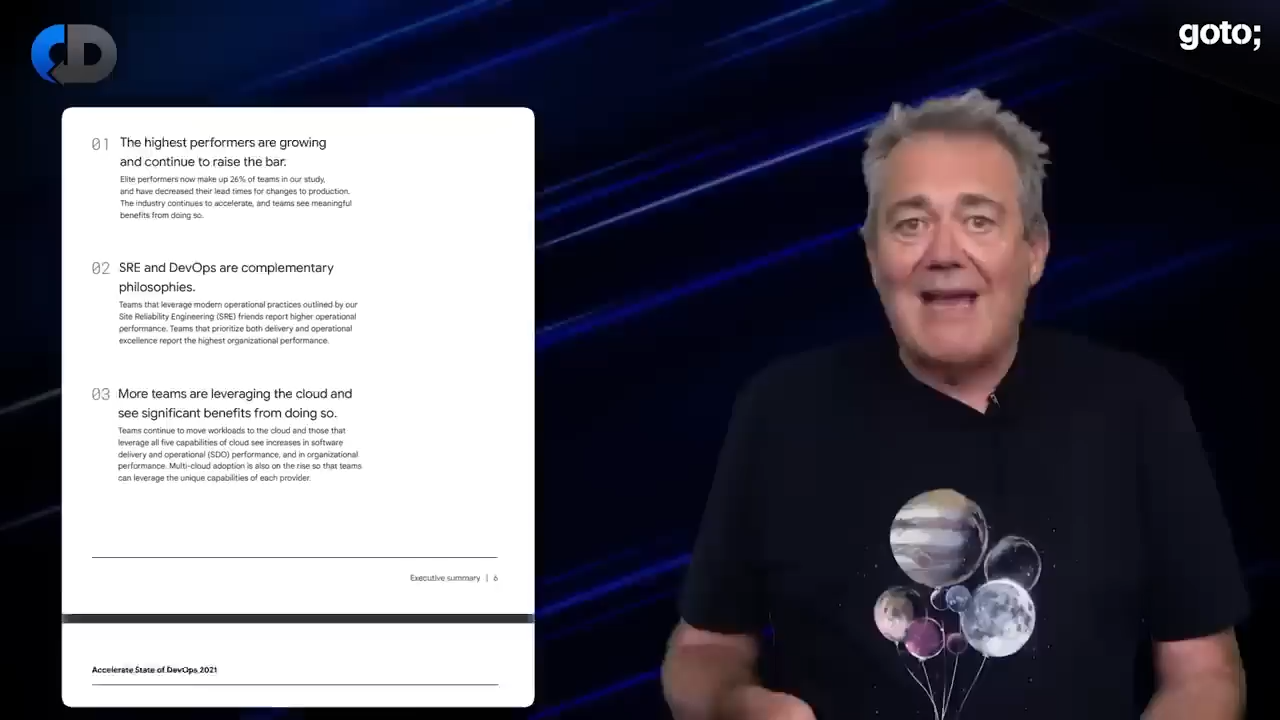 CD
goto;
01 The highest performers are growing
and continue to raise the bar.
Elite performers now make up 26% of teams in our study,
and have decreased their lead times for changes to production.
The industry continues to accelerate, and teams see meaningful
benefits from doing so.
02 SRE and DevOps are complementary
philosophies.
Teams that leverage modern operational practices outlined by our
Site Reliability Engineering (SRE) friends report higher operational
performance. Teams that prioritize both delivery and operational
excellence report the highest organizational performance.
03 More teams are leveraging the cloud and
see significant benefits from doing so.
Teams continue to move workloads to the cloud and those that
leverage all five capabilities of cloud see increases in software
delivery and operational (SDO) performance, and in organizational
performance. Multi-cloud adoption is also on the rise so that teams
can leverage the unique capabilities of each provider.
Executive summary | 6
Accelerate State of DevOps 2021